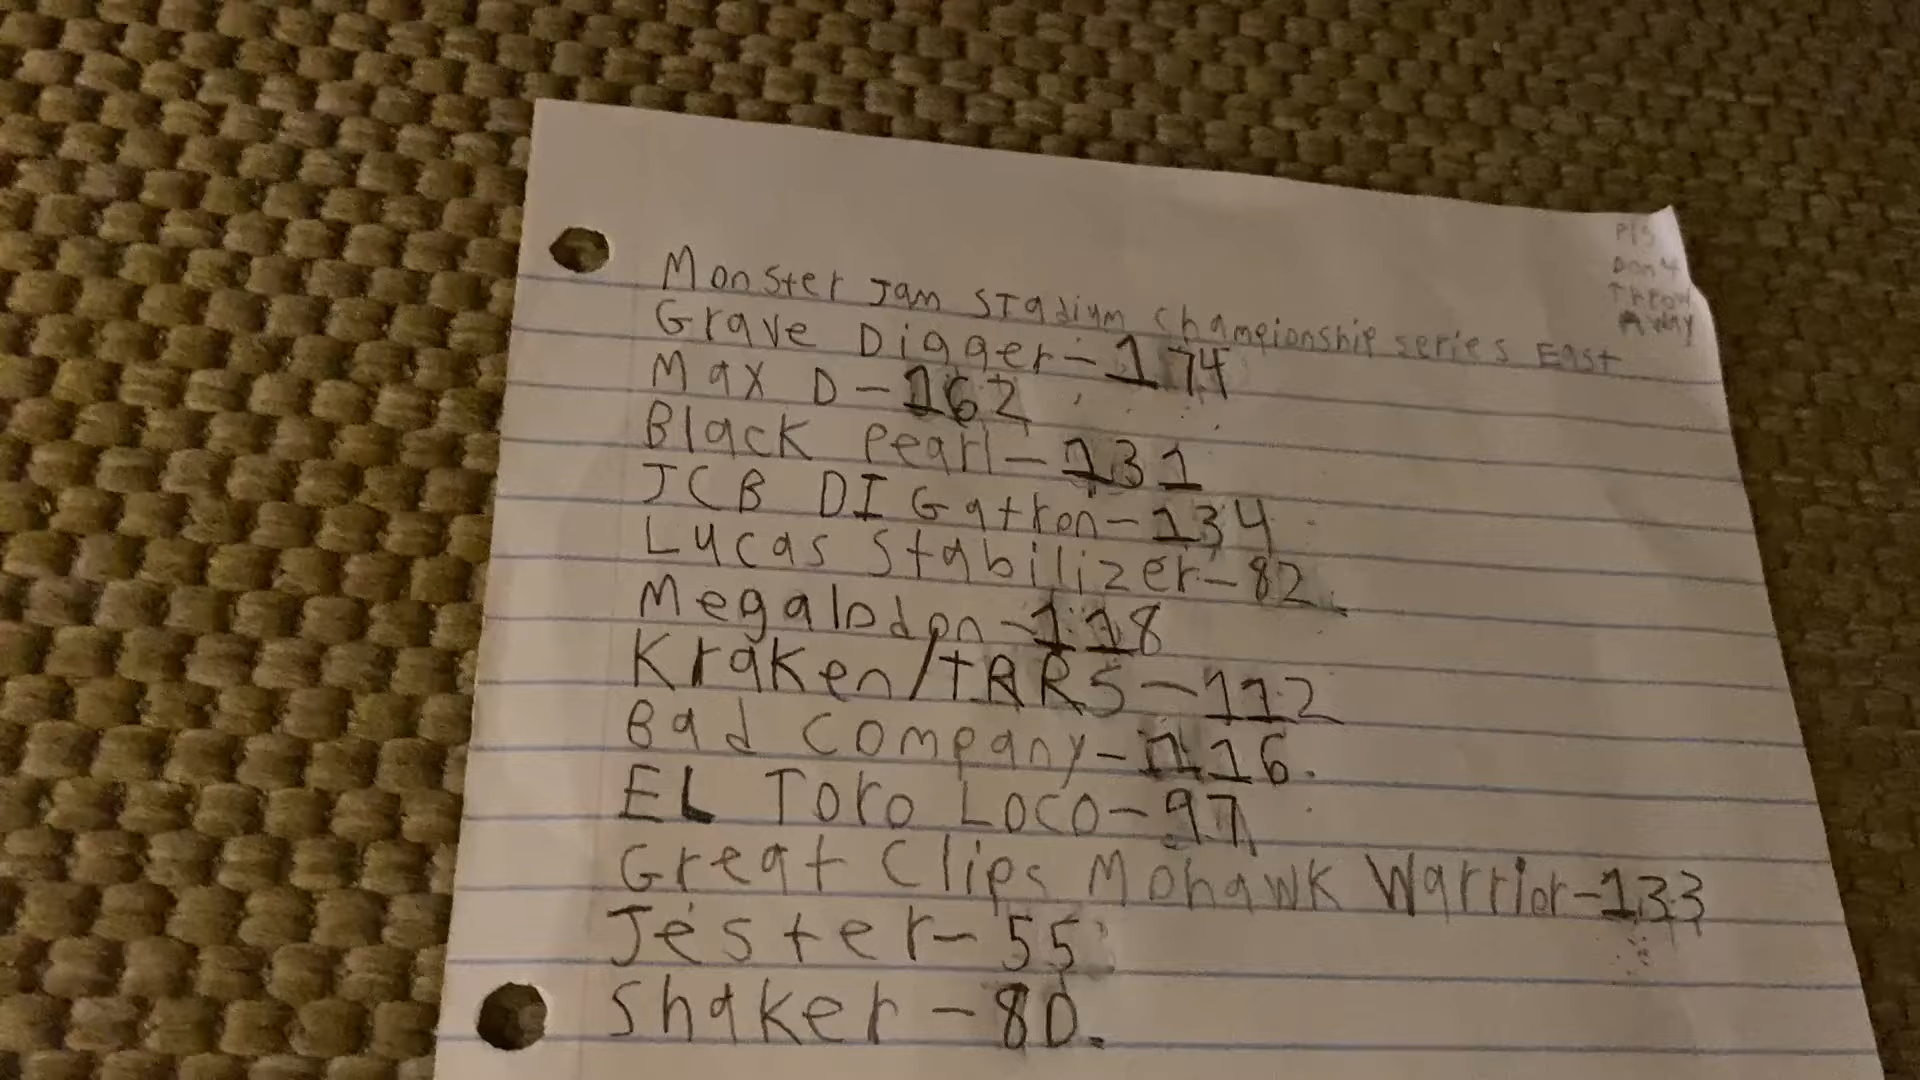 Pls
Don4
Throw
Away
Monster Jam STadium Championship series East
Grave Digger-174
Max D-162
Black Pearl-131
JCB DIGatron-134
Lucas Stabilizer-82
Megalodon-118
Kraken/TRRS-112
Bad Company-116
EL Toro Loco-97
Great Clips Mohawk Warrior-133
Jester-55
Shaker-80